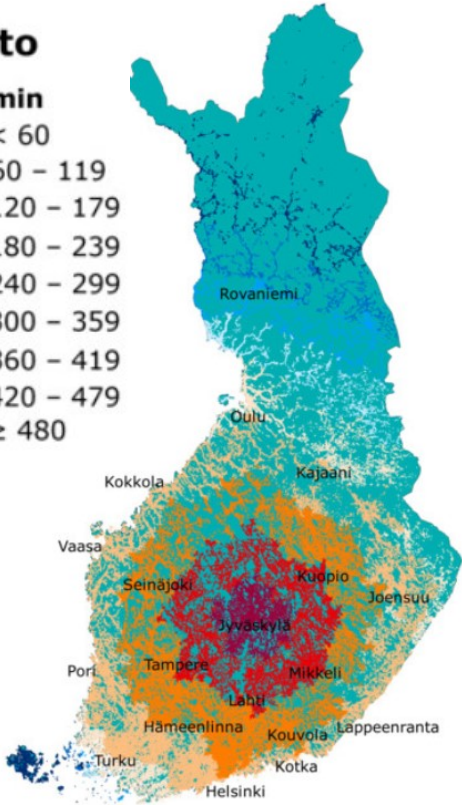 to
min
< 60
60 – 119
120 – 179
180 – 239
240 – 299
300 – 359
360 – 419
420 – 479
≥ 480
Rovaniemi
Oulu
Kajaani
Kokkola
Vaasa
Seinäjoki
Kuopio
Joensuu
Jyväskylä
Pori
Tampere
Mikkeli
Lahti
Hämeenlinna
Kouvola
Lappeenranta
Turku
Kotka
Helsinki